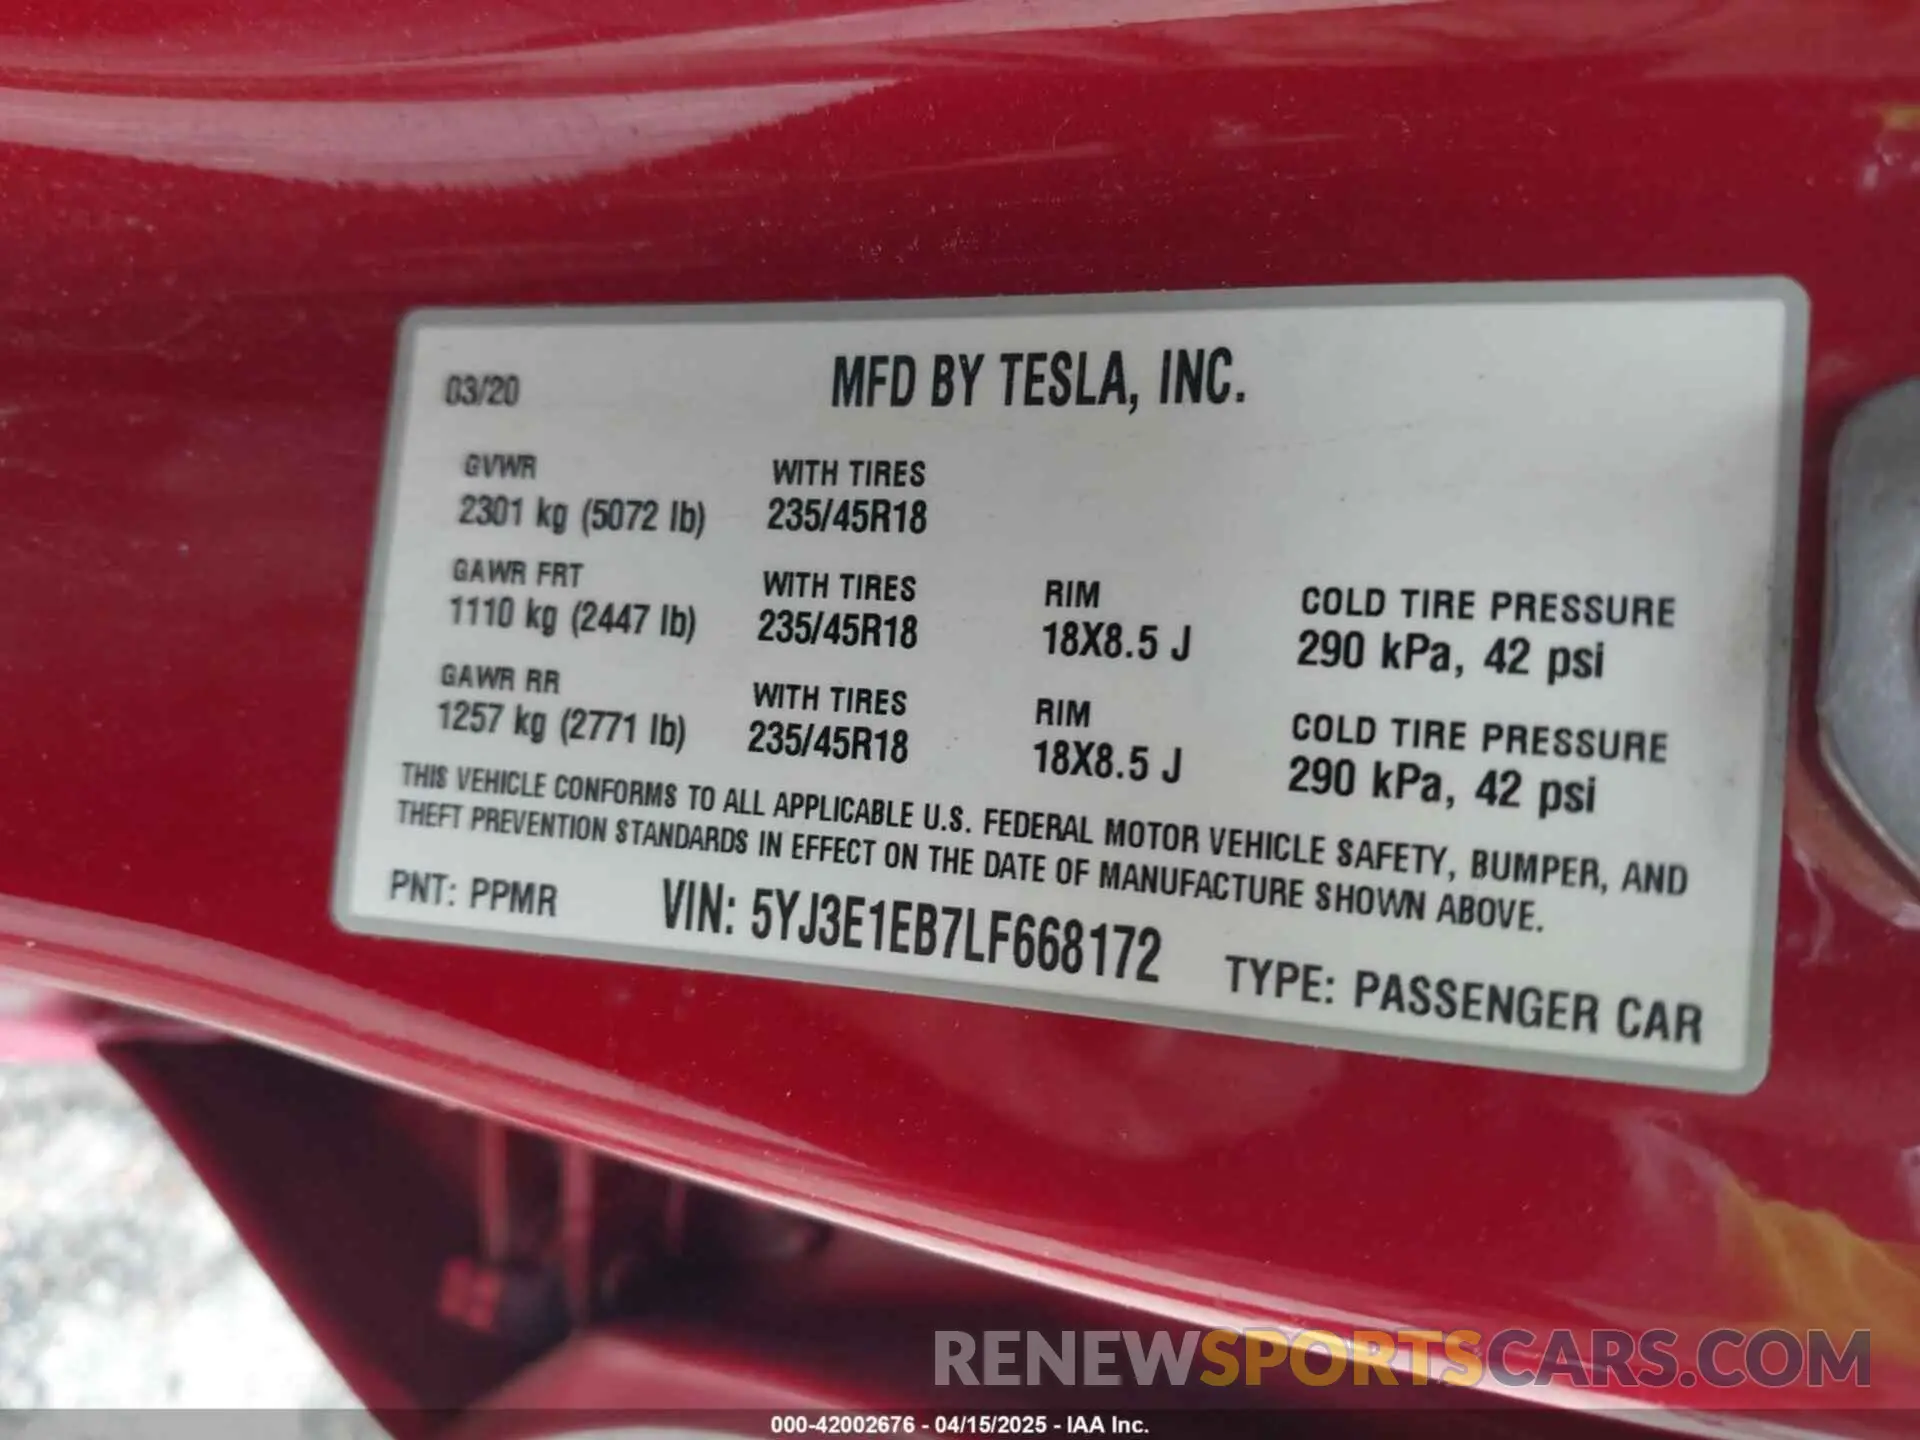 03/20 MFD BY TESLA, INC.
GVWR WITH TIRES
2301 kg (5072 lb) 235/45R18
GAWR FRT WITH TIRES RIM COLD TIRE PRESSURE
1110 kg (2447 lb) 235/45R18 18X8.5 J 290 kPa, 42 psi
GAWR RR WITH TIRES RIM COLD TIRE PRESSURE
1257 kg (2771 lb) 235/45R18 18X8.5 J 290 kPa, 42 psi
THIS VEHICLE CONFORMS TO ALL APPLICABLE U.S. FEDERAL MOTOR VEHICLE SAFETY, BUMPER, AND
THEFT PREVENTION STANDARDS IN EFFECT ON THE DATE OF MANUFACTURE SHOWN ABOVE.
PNT: PPMR VIN: 5YJ3E1EB7LF668172 TYPE: PASSENGER CAR
RENEWSPORTSCARS.COM
000-42002676 - 04/15/2025 - IAA Inc.